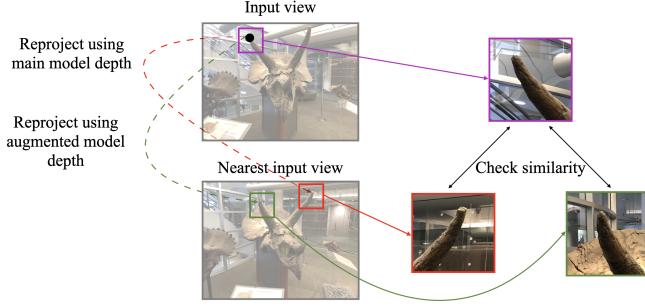 Input view
Reproject using
main model depth
Reproject using
augmented model
depth
Nearest input view
Check similarity